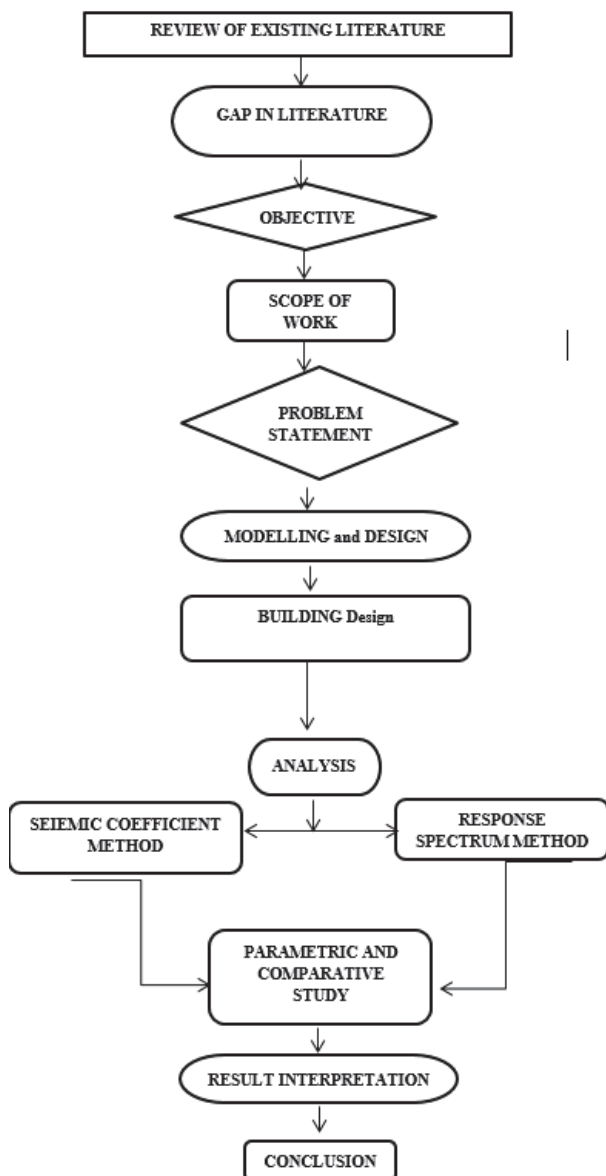 REVIEW OF EXISTING LITERATURE
GAP IN LITERATURE
OBJECTIVE
SCOPE OF
WORK
PROBLEM
STATEMENT
MODELLING and DESIGN
BUILDING Design
ANALYSIS
SEIEMIC COEFFICIENT
METHOD
RESPONSE
SPECTRUM METHOD
PARAMETRIC AND
COMPARATIVE
STUDY
RESULT INTERPRETATION
CONCLUSION